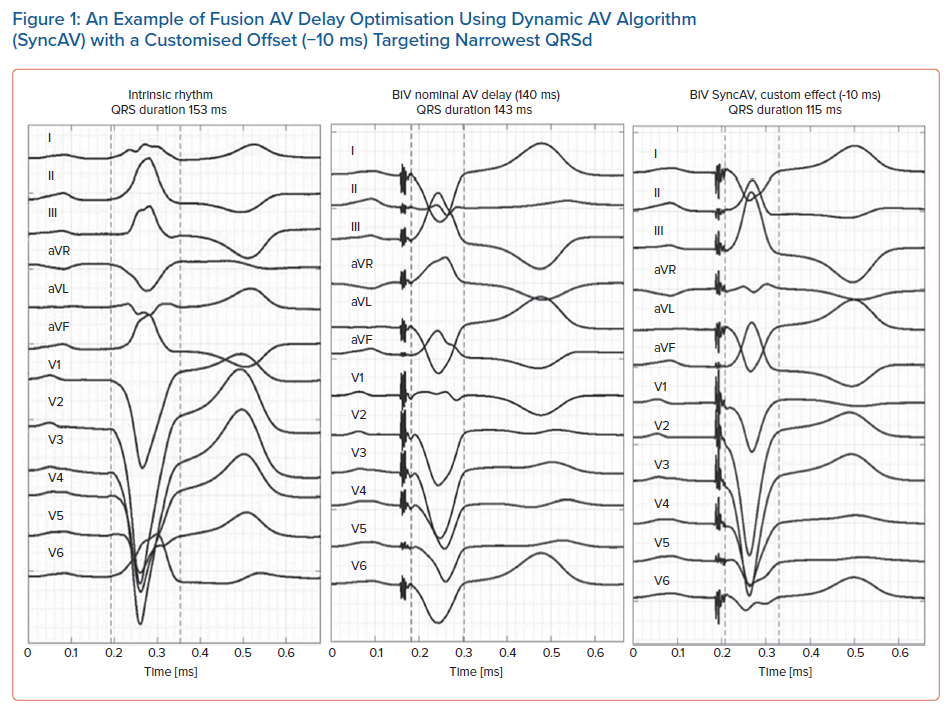 Figure 1: An Example of Fusion AV Delay Optimisation Using Dynamic AV Algorithm
(SyncAV) with a Customised Offset (−10 ms) Targeting Narrowest QRSd
Intrinsic rhythm
QRS duration 153 ms
I
II
III
aVR
aVL
aVF
V1
V2
V3
V4
V5
V6
0 0.1 0.2 0.3 0.4 0.5 0.6
Time [ms]
BIV nominal AV delay (140 ms)
QRS duration 143 ms
I
II
III
aVR
aVL
aVF
V1
V2
V3
V4
V5
V6
0 0.1 0.2 0.3 0.4 0.5 0.6
Time [ms]
BIV SyncAV, custom effect (-10 ms)
QRS duration 115 ms
I
II
III
aVR
aVL
aVF
V1
V2
V3
V4
V5
V6
0 0.1 0.2 0.3 0.4 0.5 0.6
Time [ms]